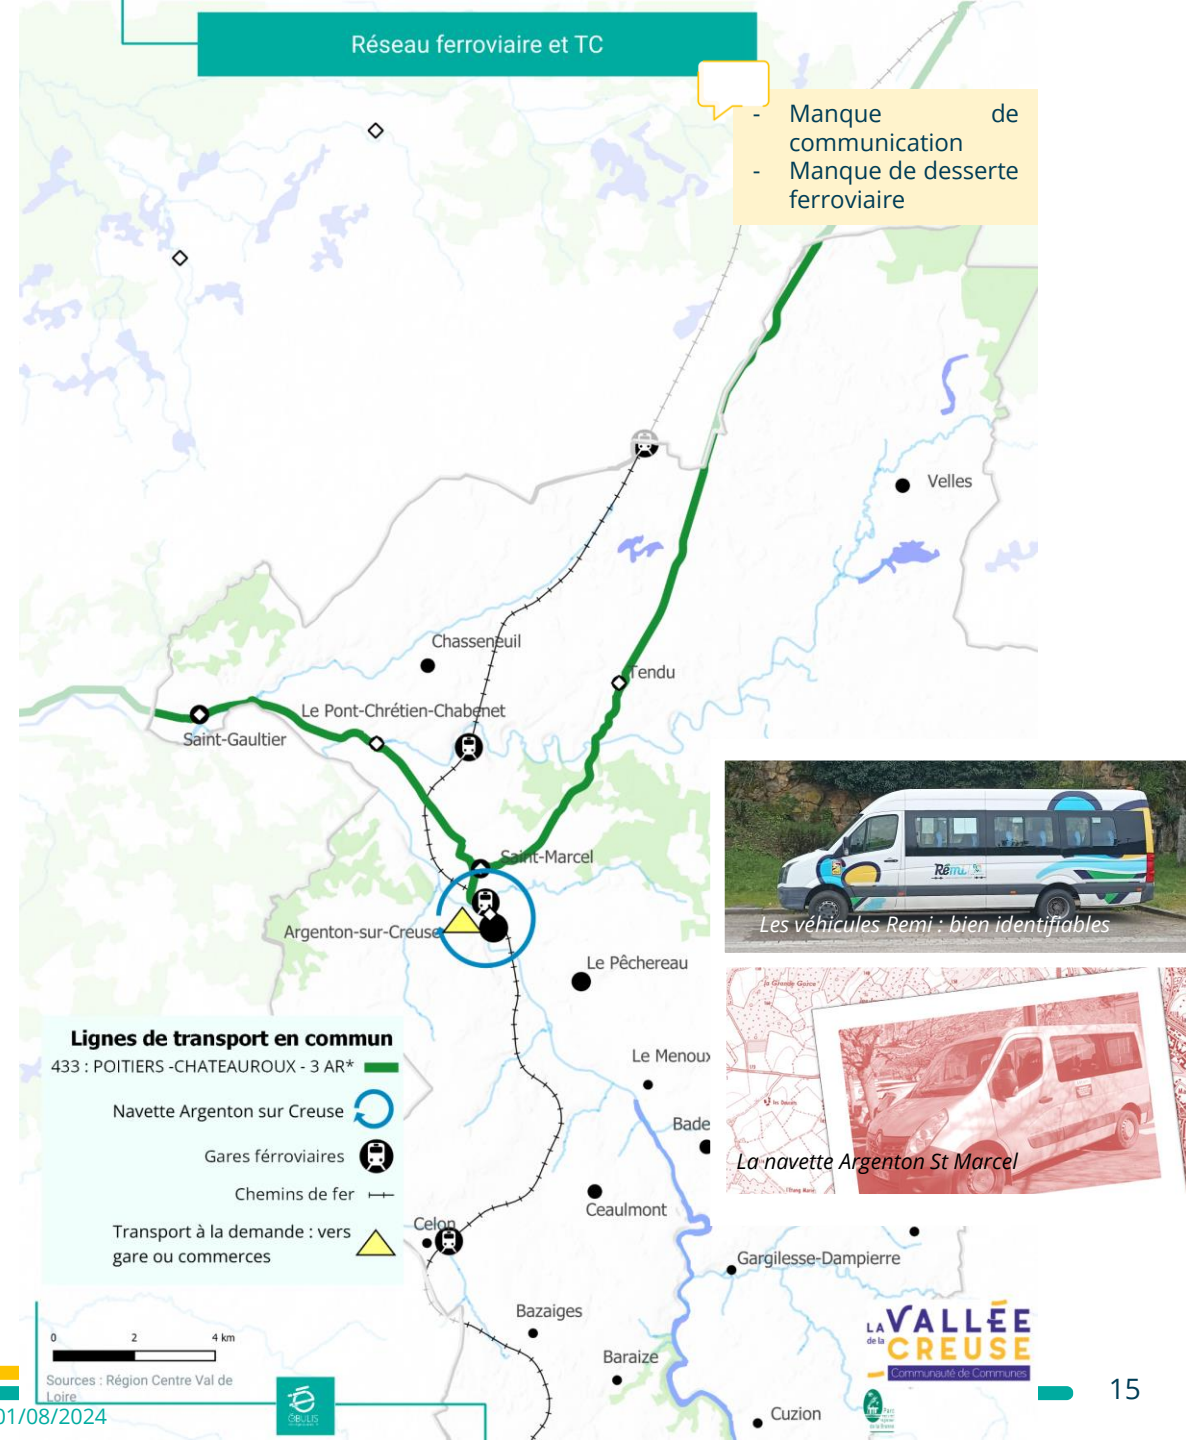 Réseau ferroviaire et TC
- Manque de
communication
- Manque de desserte
ferroviaire
Velles
Chasseneuil
Tendu
Le Pont-Chrétien-Chabenet
Saint-Gaultier
Saint-Marcel
Argenton-sur-Creuse
Le Pêchereau
Le Menoux
Bade
Ceaulmont
Celon
Gargilesse-Dampierre
Bazaiges
Baraize
Cuzion
Rémi
Les véhicules Remi : bien identifiables
la Grande Garce
La navette Argenton St Marcel
Lignes de transport en commun
433 : POITIERS -CHATEAUROUX - 3 AR*
Navette Argenton sur Creuse
Gares férroviaires
Chemins de fer
Transport à la demande : vers
gare ou commerces
0 2 4 km
Sources : Région Centre Val de
Loire
01/08/2024
LA VALLÉE
de la CREUSE
Communauté de Communes
15